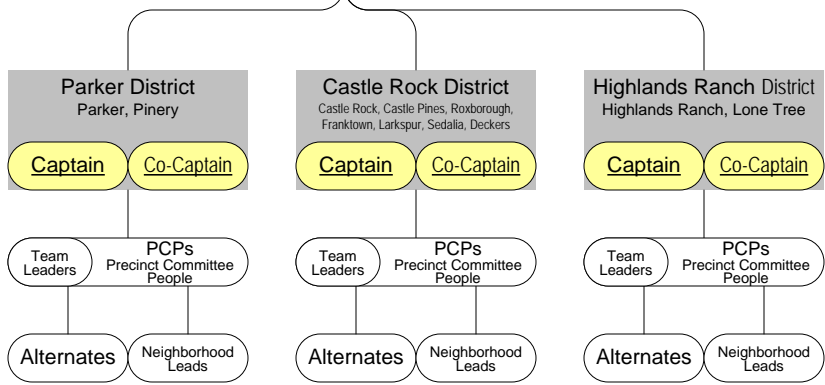 Parker District
Parker, Pinery
Captain
Co-Captain
Team
Leaders
PCPs
Precinct Committee
People
Alternates
Neighborhood
Leads
Castle Rock District
Castle Rock, Castle Pines, Roxborough,
Franktown, Larkspur, Sedalia, Deckers
Captain
Co-Captain
Team
Leaders
PCPs
Precinct Committee
People
Alternates
Neighborhood
Leads
Highlands Ranch District
Highlands Ranch, Lone Tree
Captain
Co-Captain
Team
Leaders
PCPs
Precinct Committee
People
Alternates
Neighborhood
Leads